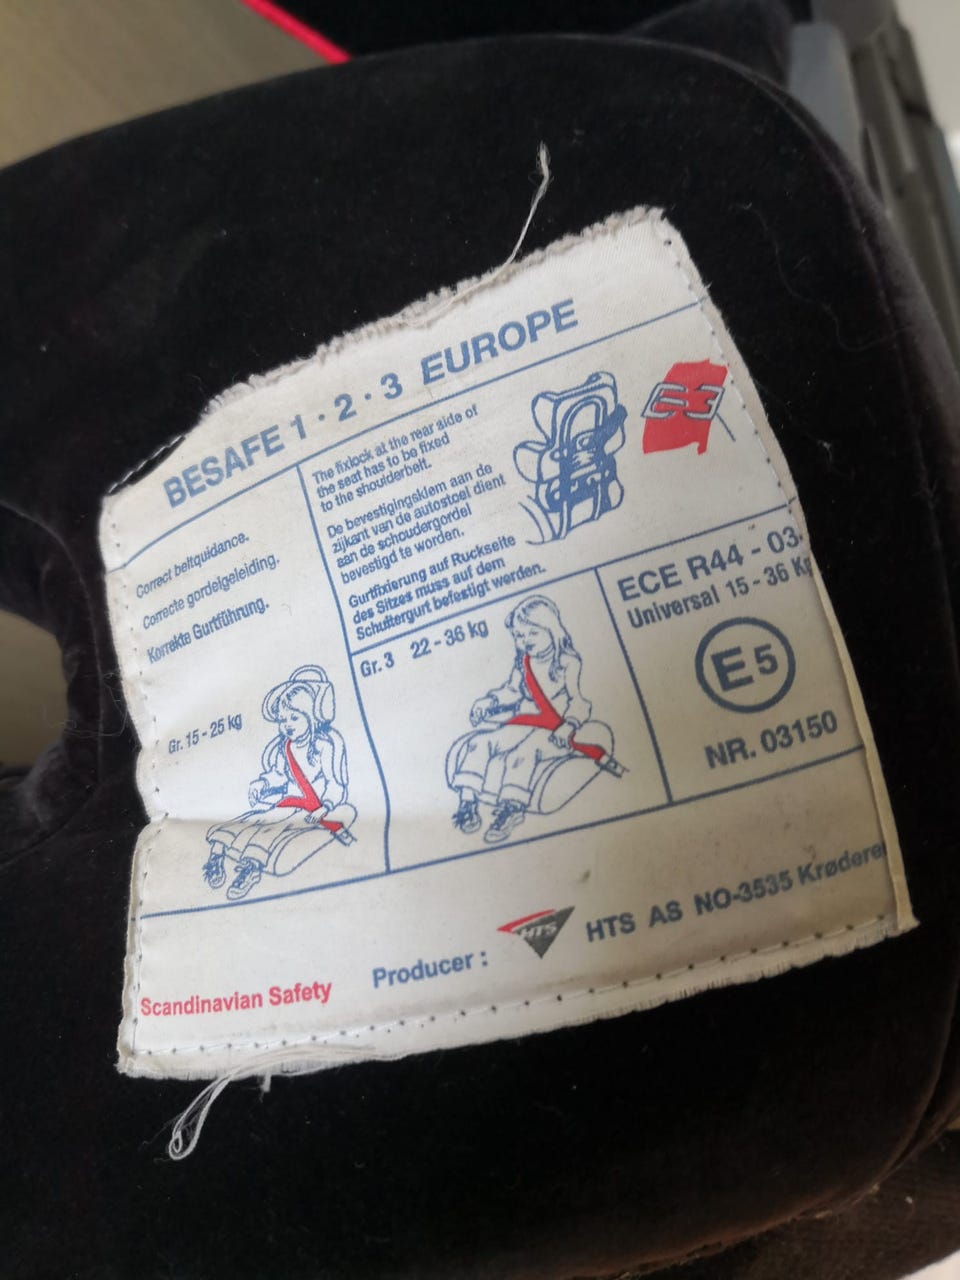 BESAFE 1 · 2 · 3 EUROPE
Correct beltguidance.
Correcte gordelgeleiding.
Korrekte Gurtführung.
Gr. 15 - 25 kg
The fixlock at the rear side of
the seat has to be fixed
to the shoulderbelt.
De bevestigingsklem aan de
zijkant van de autostoel dient
aan de schoudergordel
bevestigd te worden.
Gurtfixierung auf Ruckseite
des Sitzes muss auf dem
Schultergurt befestigt werden.
Gr. 3 22 - 36 kg
ECE R44 - 03.
Universal 15 - 36 Kg
E5
NR. 03150
Scandinavian Safety
Producer :
HTS
HTS AS NO-3535 Krødere